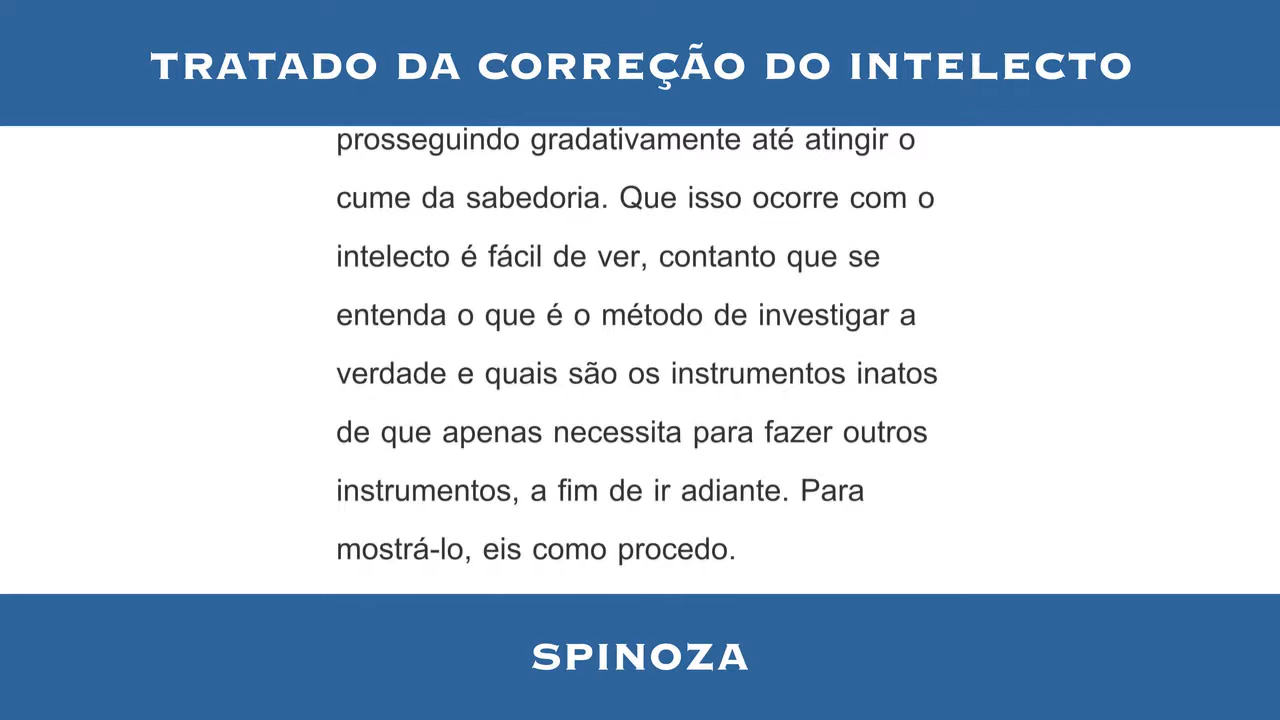 TRATADO DA CORREÇÃO DO INTELECTO
prosseguindo gradativamente até atingir o
cume da sabedoria. Que isso ocorre com o
intelecto é fácil de ver, contanto que se
entenda o que é o método de investigar a
verdade e quais são os instrumentos inatos
de que apenas necessita para fazer outros
instrumentos, a fim de ir adiante. Para
mostrá-lo, eis como procedo.
SPINOZA